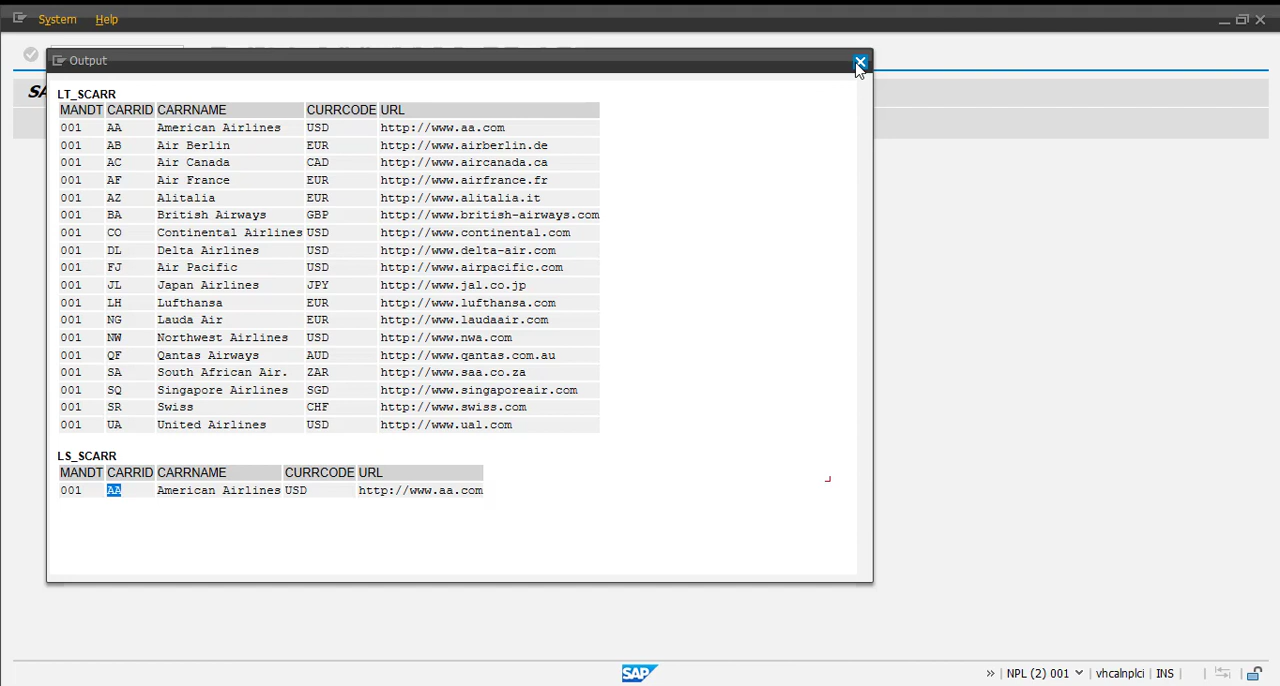 System Help
Output
SA
LT_SCARR
MANDT CARRID CARRNAME CURRCODE URL
001 AA American Airlines USD http://www.aa.com
001 AB Air Berlin EUR http://www.airberlin.de
001 AC Air Canada CAD http://www.aircanada.ca
001 AF Air France EUR http://www.airfrance.fr
001 AZ Alitalia EUR http://www.alitalia.it
001 BA British Airways GBP http://www.british-airways.com
001 CO Continental Airlines USD http://www.continental.com
001 DL Delta Airlines USD http://www.delta-air.com
001 FJ Air Pacific USD http://www.airpacific.com
001 JL Japan Airlines JPY http://www.jal.co.jp
001 LH Lufthansa EUR http://www.lufthansa.com
001 NG Lauda Air EUR http://www.laudaair.com
001 NW Northwest Airlines USD http://www.nwa.com
001 QF Qantas Airways AUD http://www.qantas.com.au
001 SA South African Air. ZAR http://www.saa.co.za
001 SQ Singapore Airlines SGD http://www.singaporeair.com
001 SR Swiss CHF http://www.swiss.com
001 UA United Airlines USD http://www.ual.com
LS_SCARR
MANDT CARRID CARRNAME CURRCODE URL
001 AA American Airlines USD http://www.aa.com
SAP » | NPL (2) 001 | vhcalnplci | INS